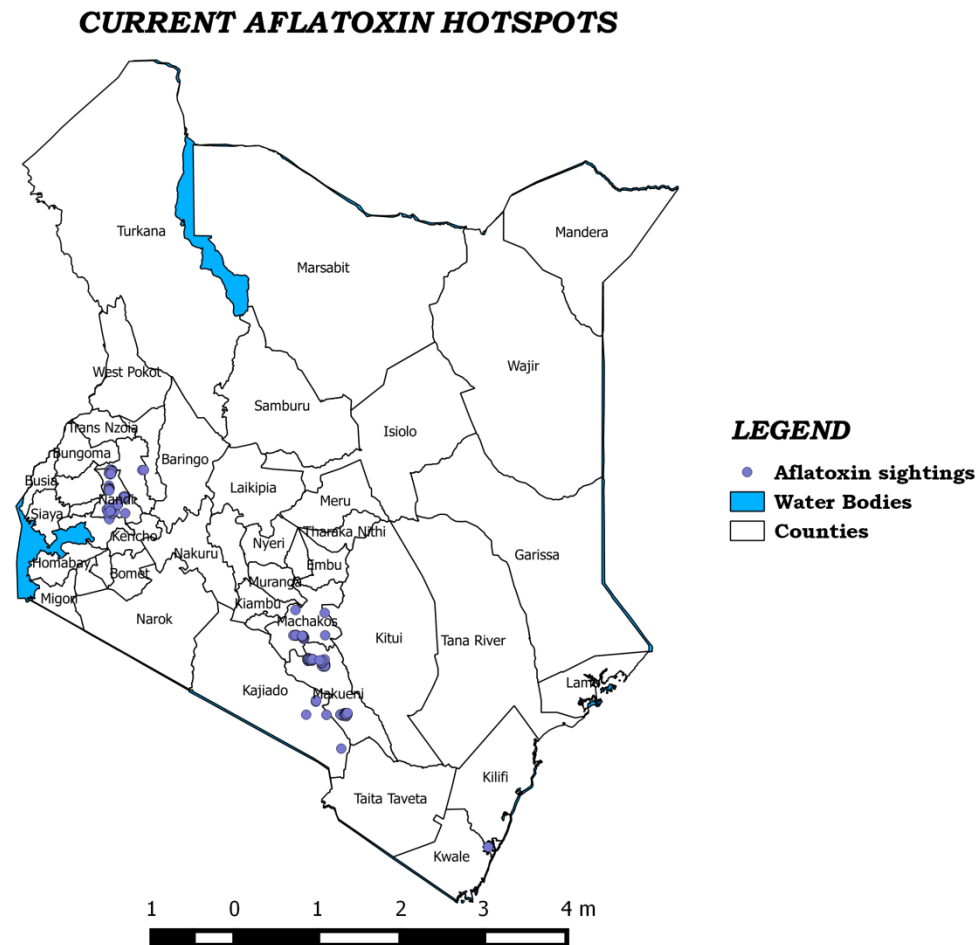 CURRENT AFLATOXIN HOTSPOTS
Turkana
Marsabit
Mandera
Wajir
West Pokot
Samburu
Isiolo
Trans Nzoia
Bungoma
Baringo
Busia
Laikipia
Meru
Nandi
Siaya
Tharaka Nithi
Kericho
Nyeri
Garissa
Nakuru
Embu
Homabay
Bomet
Muranga
Migori
Kiambu
Narok
Machakos
Kitui
Tana River
Kajiado
Makueni
Lamu
Kilifi
Taita Taveta
Kwale
LEGEND
Aflatoxin sightings
Water Bodies
Counties
1 0 1 2 3 4 m